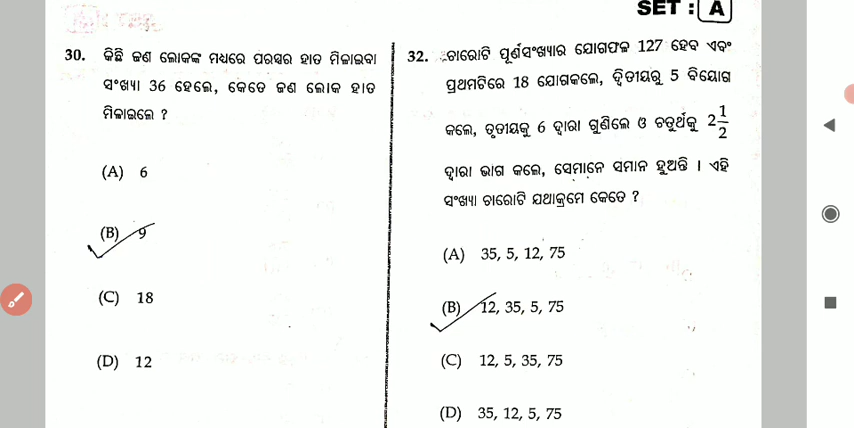 SET : A
30. କିଛି ଜଣ ଲୋକଙ୍କ ମଧ୍ୟରେ ପରସ୍ପର ହାତ ମିଳାଇବା
ସଂଖ୍ୟା 36 ହେଲେ, କେତେ ଜଣ ଲୋକ ହାତ
ମିଳାଇଲେ ?
(A) 6
(B) 9
(C) 18
(D) 12
32. ଚାରୋଟି ପୂର୍ଣସଂଖ୍ୟାର ଯୋଗଫଳ 127 ହେବ ଏବଂ
ପ୍ରଥମଟିରେ 18 ଯୋଗକଲେ, ଦ୍ୱିତୀୟରୁ 5 ବିୟୋଗ
କଲେ, ତୃତୀୟକୁ 6 ଦ୍ୱାରା ଗୁଣିଲେ ଓ ଚତୁର୍ଥକୁ 2 1/2
ଦ୍ୱାରା ଭାଗ କଲେ, ସେମାନେ ସମାନ ହୁଅନ୍ତି । ଏହି
ସଂଖ୍ୟା ଚାରୋଟି ଯଥାକ୍ରମେ କେତେ ?
(A) 35, 5, 12, 75
(B) 12, 35, 5, 75
(C) 12, 5, 35, 75
(D) 35, 12, 5, 75